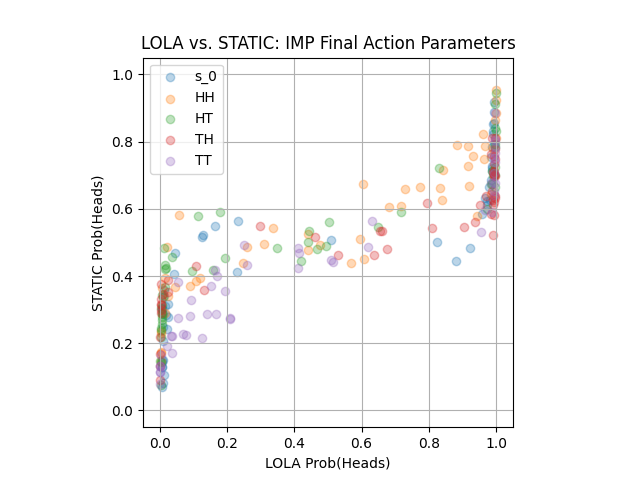 LOLA vs. STATIC: IMP Final Action Parameters
s_0
HH
HT
TH
TT
STATIC Prob(Heads)
1.0
0.8
0.6
0.4
0.2
0.0
0.0 0.2 0.4 0.6 0.8 1.0
LOLA Prob(Heads)